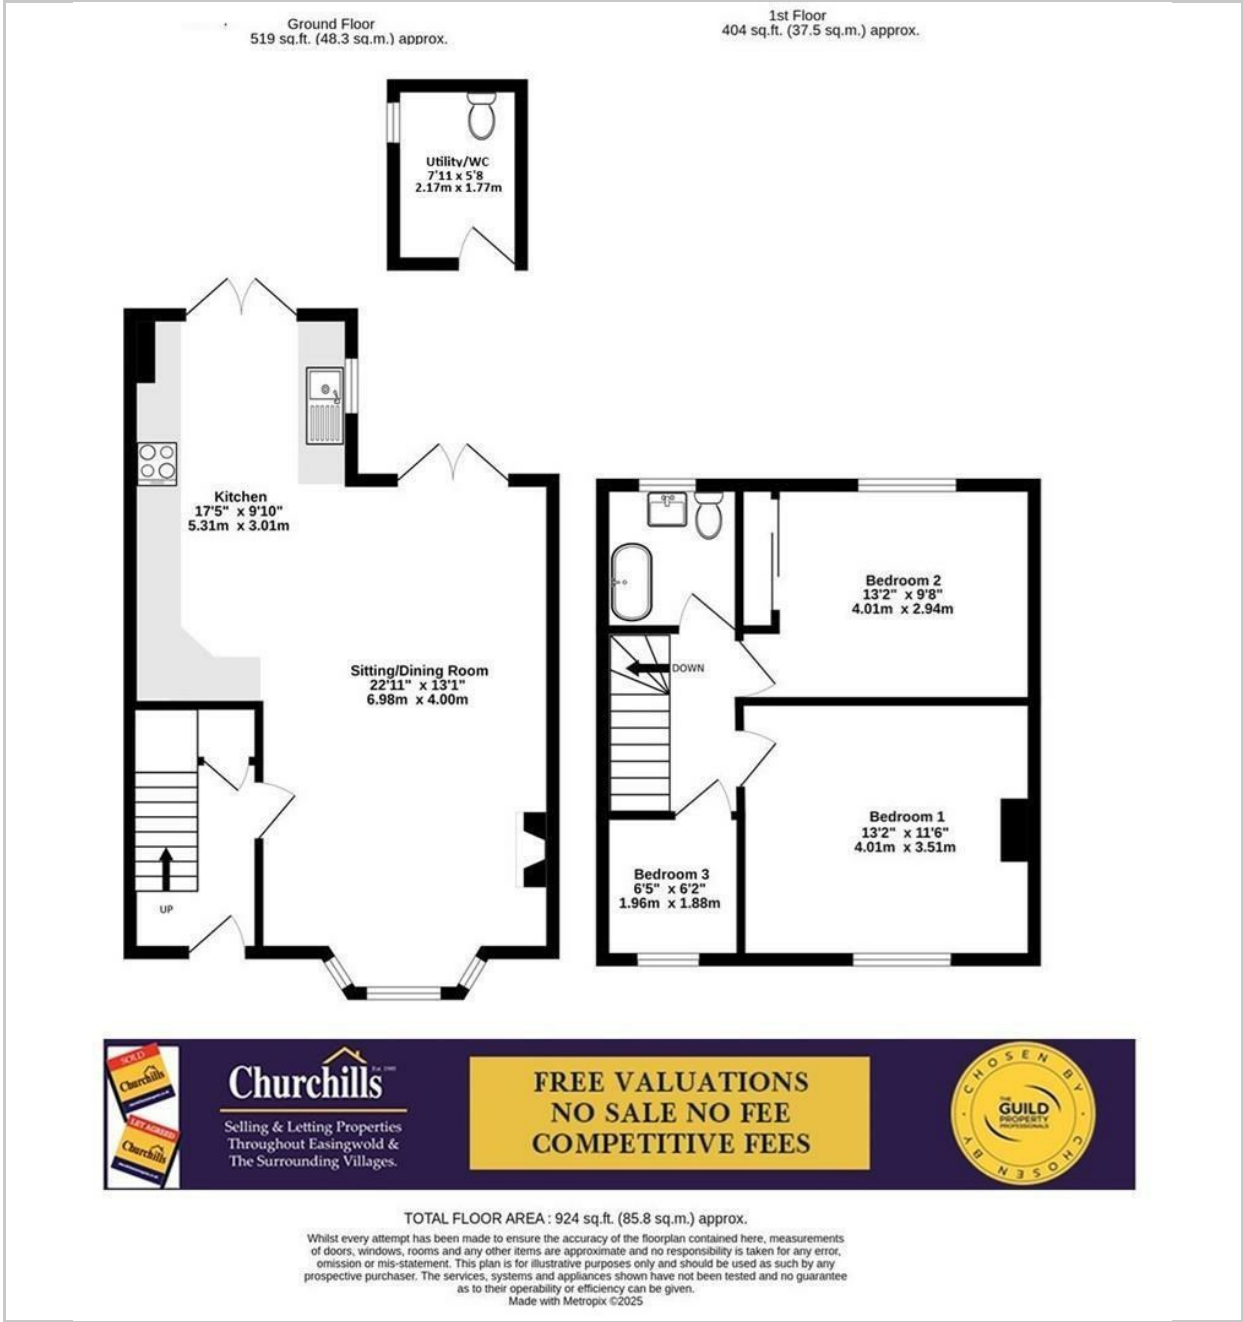 Ground Floor
519 sq.ft. (48.3 sq.m.) approx.
1st Floor
404 sq.ft. (37.5 sq.m.) approx.
Utility/WC
7'11 x 5'8
2.17m x 1.77m
Kitchen
17'5" x 9'10"
5.31m x 3.01m
Sitting/Dining Room
22'11" x 13'1"
6.98m x 4.00m
UP
Bedroom 2
13'2" x 9'8"
4.01m x 2.94m
DOWN
Bedroom 1
13'2" x 11'6"
4.01m x 3.51m
Bedroom 3
6'5" x 6'2"
1.96m x 1.88m
SOLD
Churchills
LET AGREED
Churchills
Churchills
Selling & Letting Properties
Throughout Easingwold &
The Surrounding Villages.
FREE VALUATIONS
NO SALE NO FEE
COMPETITIVE FEES
CHOSEN BY
THE
GUILD
PROPERTY
PROFESSIONALS
CHOSEN BY
TOTAL FLOOR AREA : 924 sq.ft. (85.8 sq.m.) approx.
Whilst every attempt has been made to ensure the accuracy of the floorplan contained here, measurements
of doors, windows, rooms and any other items are approximate and no responsibility is taken for any error,
omission or mis-statement. This plan is for illustrative purposes only and should be used as such by any
prospective purchaser. The services, systems and appliances shown have not been tested and no guarantee
as to their operability or efficiency can be given.
Made with Metropix ©2025